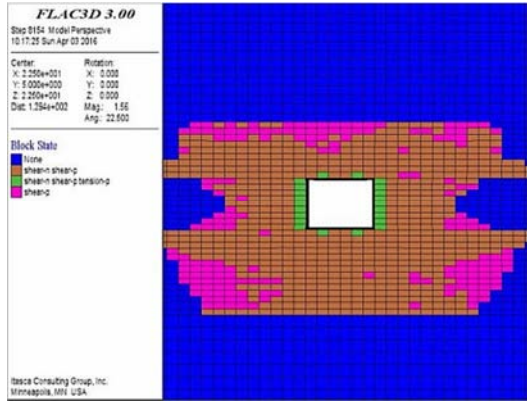 FLAC3D 3.00
Step 8154 Model Perspective
10:17:25 Sun Apr 03 2016
Center: Rotation:
X: 2.250e+001 X: 0.000
Y: 5.000e+000 Y: 0.000
Z: 2.250e+001 Z: 0.000
Dist: 1.294e+002 Mag.: 1.56
Ang.: 22.500
Block State
None
shear-n shear-p
shear-n shear-p tension-p
shear-p
Itasca Consulting Group, Inc.
Minneapolis, MN USA